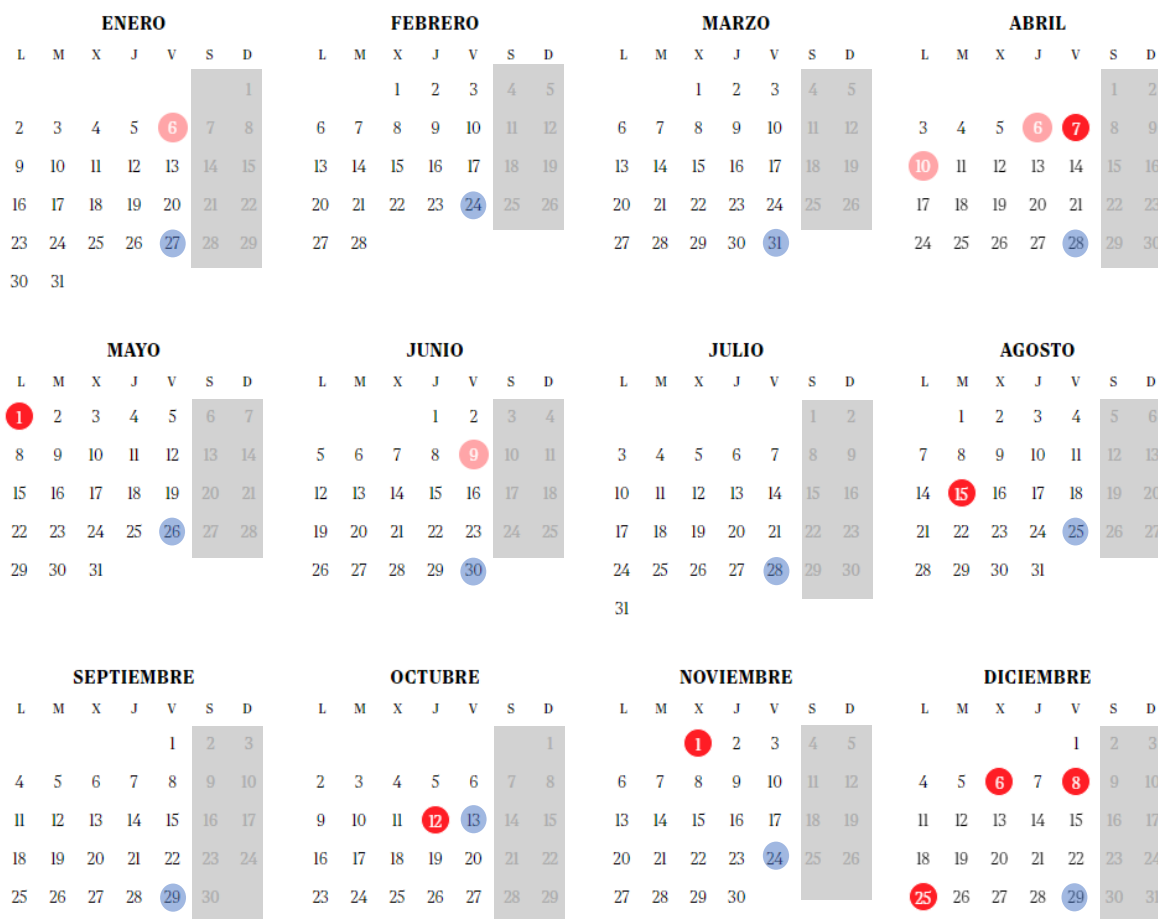 ENERO
L M X J V S D
1
2 3 4 5 6 7 8
9 10 11 12 13 14 15
16 17 18 19 20 21 22
23 24 25 26 27 28 29
30 31
FEBRERO
L M X J V S D
1 2 3 4 5
6 7 8 9 10 11 12
13 14 15 16 17 18 19
20 21 22 23 24 25 26
27 28
MARZO
L M X J V S D
1 2 3 4 5
6 7 8 9 10 11 12
13 14 15 16 17 18 19
20 21 22 23 24 25 26
27 28 29 30 31
ABRIL
L M X J V S D
1 2
3 4 5 6 7 8 9
10 11 12 13 14 15 16
17 18 19 20 21 22 23
24 25 26 27 28 29 30
MAYO
L M X J V S D
1 2 3 4 5 6 7
8 9 10 11 12 13 14
15 16 17 18 19 20 21
22 23 24 25 26 27 28
29 30 31
JUNIO
L M X J V S D
1 2 3 4
5 6 7 8 9 10 11
12 13 14 15 16 17 18
19 20 21 22 23 24 25
26 27 28 29 30
JULIO
L M X J V S D
1 2
3 4 5 6 7 8 9
10 11 12 13 14 15 16
17 18 19 20 21 22 23
24 25 26 27 28 29 30
31
AGOSTO
L M X J V S D
1 2 3 4 5 6
7 8 9 10 11 12 13
14 15 16 17 18 19 20
21 22 23 24 25 26 27
28 29 30 31
SEPTIEMBRE
L M X J V S D
1 2 3
4 5 6 7 8 9 10
11 12 13 14 15 16 17
18 19 20 21 22 23 24
25 26 27 28 29 30
OCTUBRE
L M X J V S D
1
2 3 4 5 6 7 8
9 10 11 12 13 14 15
16 17 18 19 20 21 22
23 24 25 26 27 28 29
NOVIEMBRE
L M X J V S D
1 2 3 4 5
6 7 8 9 10 11 12
13 14 15 16 17 18 19
20 21 22 23 24 25 26
27 28 29 30
DICIEMBRE
L M X J V S D
1 2 3
4 5 6 7 8 9 10
11 12 13 14 15 16 17
18 19 20 21 22 23 24
25 26 27 28 29 30 31